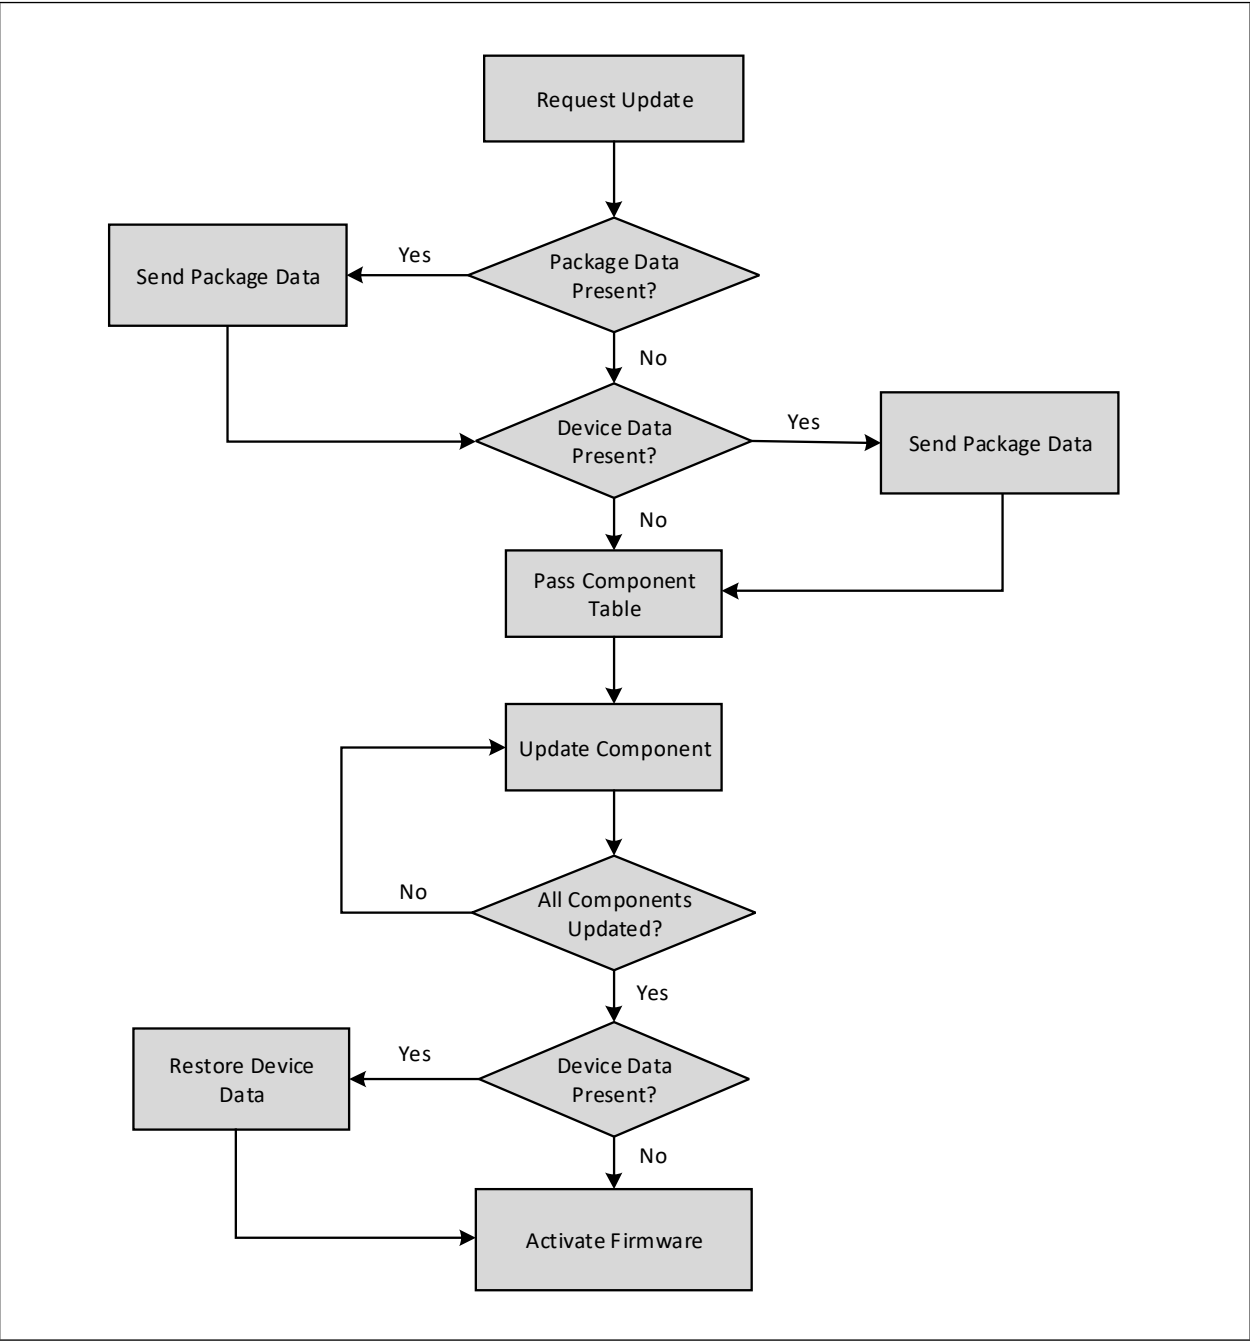 Request Update
Yes
Send Package Data
Package Data
Present?
No
Device Data
Present?
Yes
Send Package Data
No
Pass Component
Table
Update Component
No
All Components
Updated?
Yes
Restore Device
Data
Yes
Device Data
Present?
No
Activate Firmware